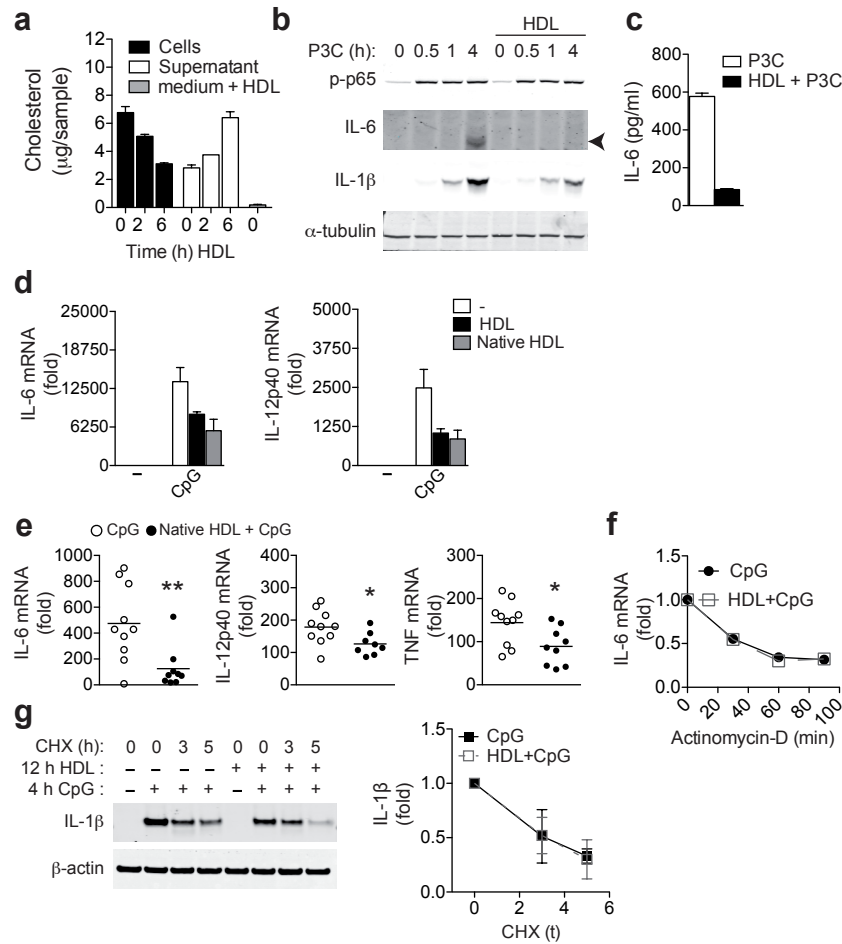 a
12
10
8
6
4
2
0
Cholesterol
(µg/sample)
Cells
Supernatant
medium + HDL
0 2 6 0 2 6 0
Time (h) HDL
b
HDL
P3C (h): 0 0.5 1 4 0 0.5 1 4
p-p65
IL-6
IL-1β
α-tubulin
c
800
600
400
200
0
IL-6 (pg/ml)
P3C
HDL + P3C
d
25000
18750
12500
6250
0
IL-6 mRNA
(fold)
–
CpG
5000
3750
2500
1250
0
IL-12p40 mRNA
(fold)
–
CpG
-
HDL
Native HDL
e
CpG
Native HDL + CpG
1000
800
600
400
200
0
IL-6 mRNA
(fold)
**
400
300
200
100
0
IL-12p40 mRNA
(fold)
*
300
200
100
0
TNF mRNA
(fold)
*
f
1.5
1.0
0.5
0.0
IL-6 mRNA
(fold)
CpG
HDL+CpG
0 20 40 60 80 100
Actinomycin-D (min)
g
CHX (h): 0 0 3 5 0 0 3 5
12 h HDL : – – – – + + + +
4 h CpG : – + + + – + + +
IL-1β
β-actin
1.5
1.0
0.5
0.0
IL-1β
(fold)
CpG
HDL+CpG
0 2 4 6
CHX (t)